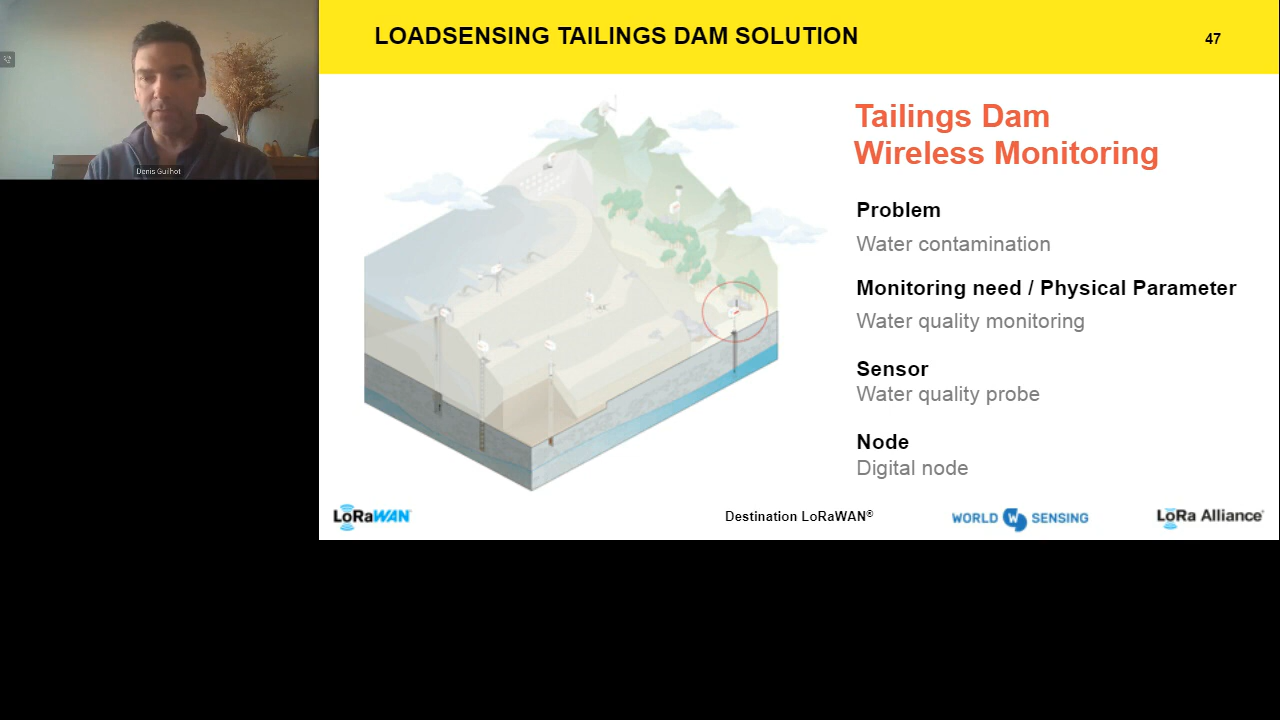 LOADSENSING TAILINGS DAM SOLUTION
47
Denis Guilhot
Tailings Dam
Wireless Monitoring
Problem
Water contamination
Monitoring need / Physical Parameter
Water quality monitoring
Sensor
Water quality probe
Node
Digital node
LoRaWAN
Destination LoRaWAN®
WORLD SENSING
LoRa Alliance